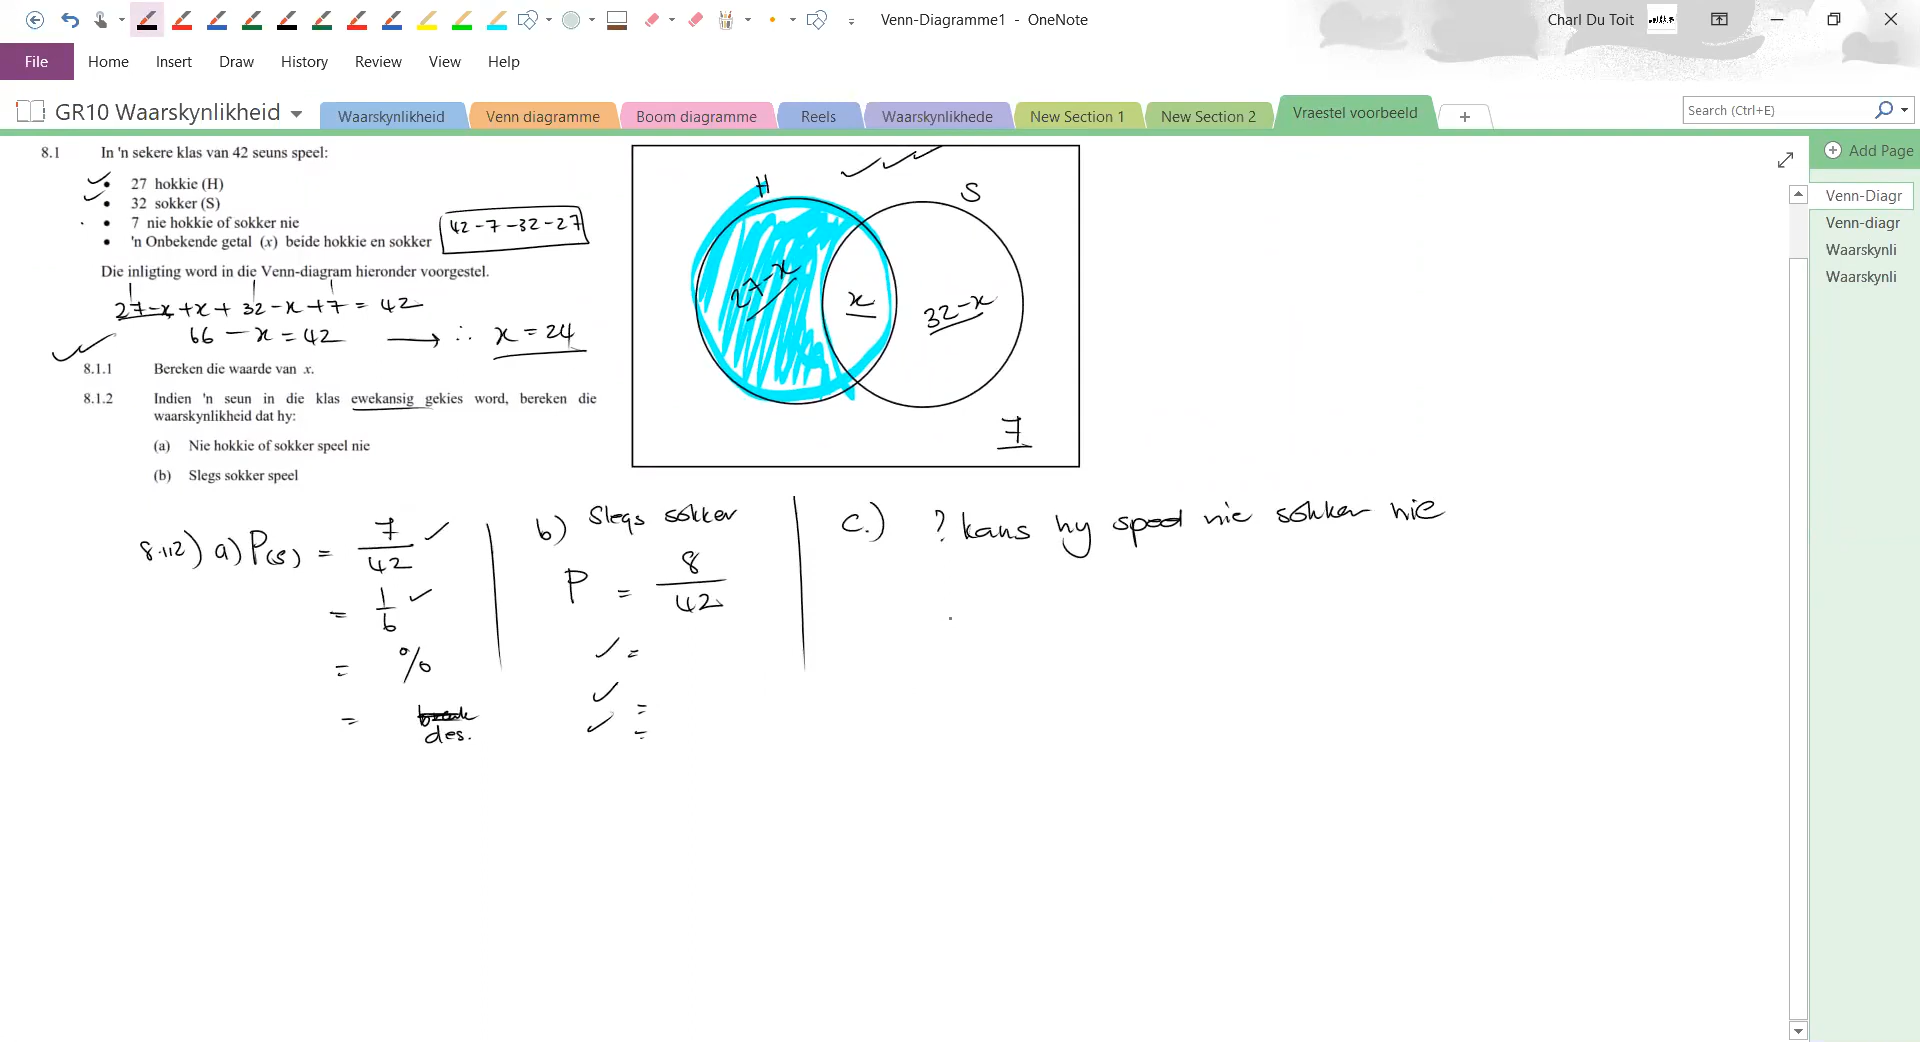 Venn-Diagramme1 - OneNote
Charl Du Toit
File Home Insert Draw History Review View Help
GR10 Waarskynlikheid
Waarskynlikheid Venn diagramme Boom diagramme Reels Waarskynlikhede New Section 1 New Section 2 Vraestel voorbeeld +
Search (Ctrl+E)
Add Page
Venn-Diagr
Venn-diagr
Waarskynli
Waarskynli
8.1 In 'n sekere klas van 42 seuns speel:
• 27 hokkie (H)
• 32 sokker (S)
• 7 nie hokkie of sokker nie
• 'n Onbekende getal (x) beide hokkie en sokker
42-7-32-27
Die inligting word in die Venn-diagram hieronder voorgestel.
27-x+x+32-x+7=42
66-x=42 → ∴ x=24
8.1.1 Bereken die waarde van x.
8.1.2 Indien 'n seun in die klas ewekansig gekies word, bereken die
waarskynlikheid dat hy:
(a) Nie hokkie of sokker speel nie
(b) Slegs sokker speel
H
S
27-x
x
32-x
7
8.1.2) a) P(s) = 7/42
= 1/6
= %
= des.
b) Slegs sokker
P = 8/42
=
=
=
c.) ? kans hy speel nie sokker nie